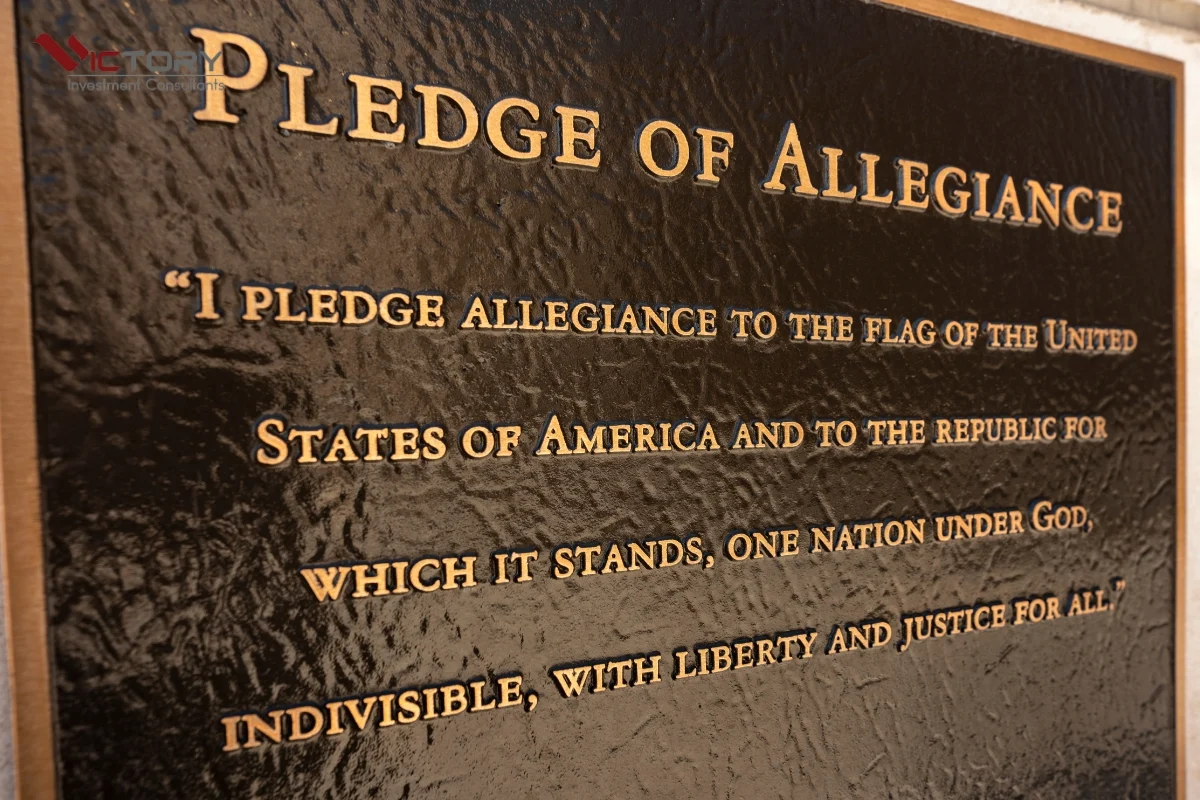 VICTORY
Investment Consultants
PLEDGE OF ALLEGIANCE
“I PLEDGE ALLEGIANCE TO THE FLAG OF THE UNITED
STATES OF AMERICA AND TO THE REPUBLIC FOR
WHICH IT STANDS, ONE NATION UNDER GOD,
INDIVISIBLE, WITH LIBERTY AND JUSTICE FOR ALL.”